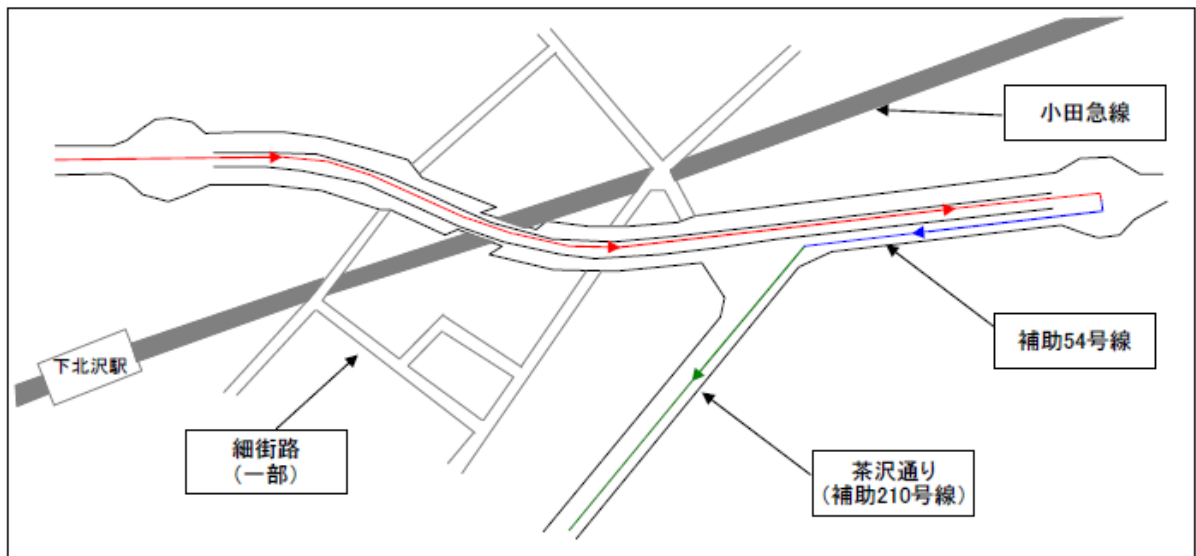 小田急線
補助54号線
下北沢駅
細街路
(一部)
茶沢通り
(補助210号線)